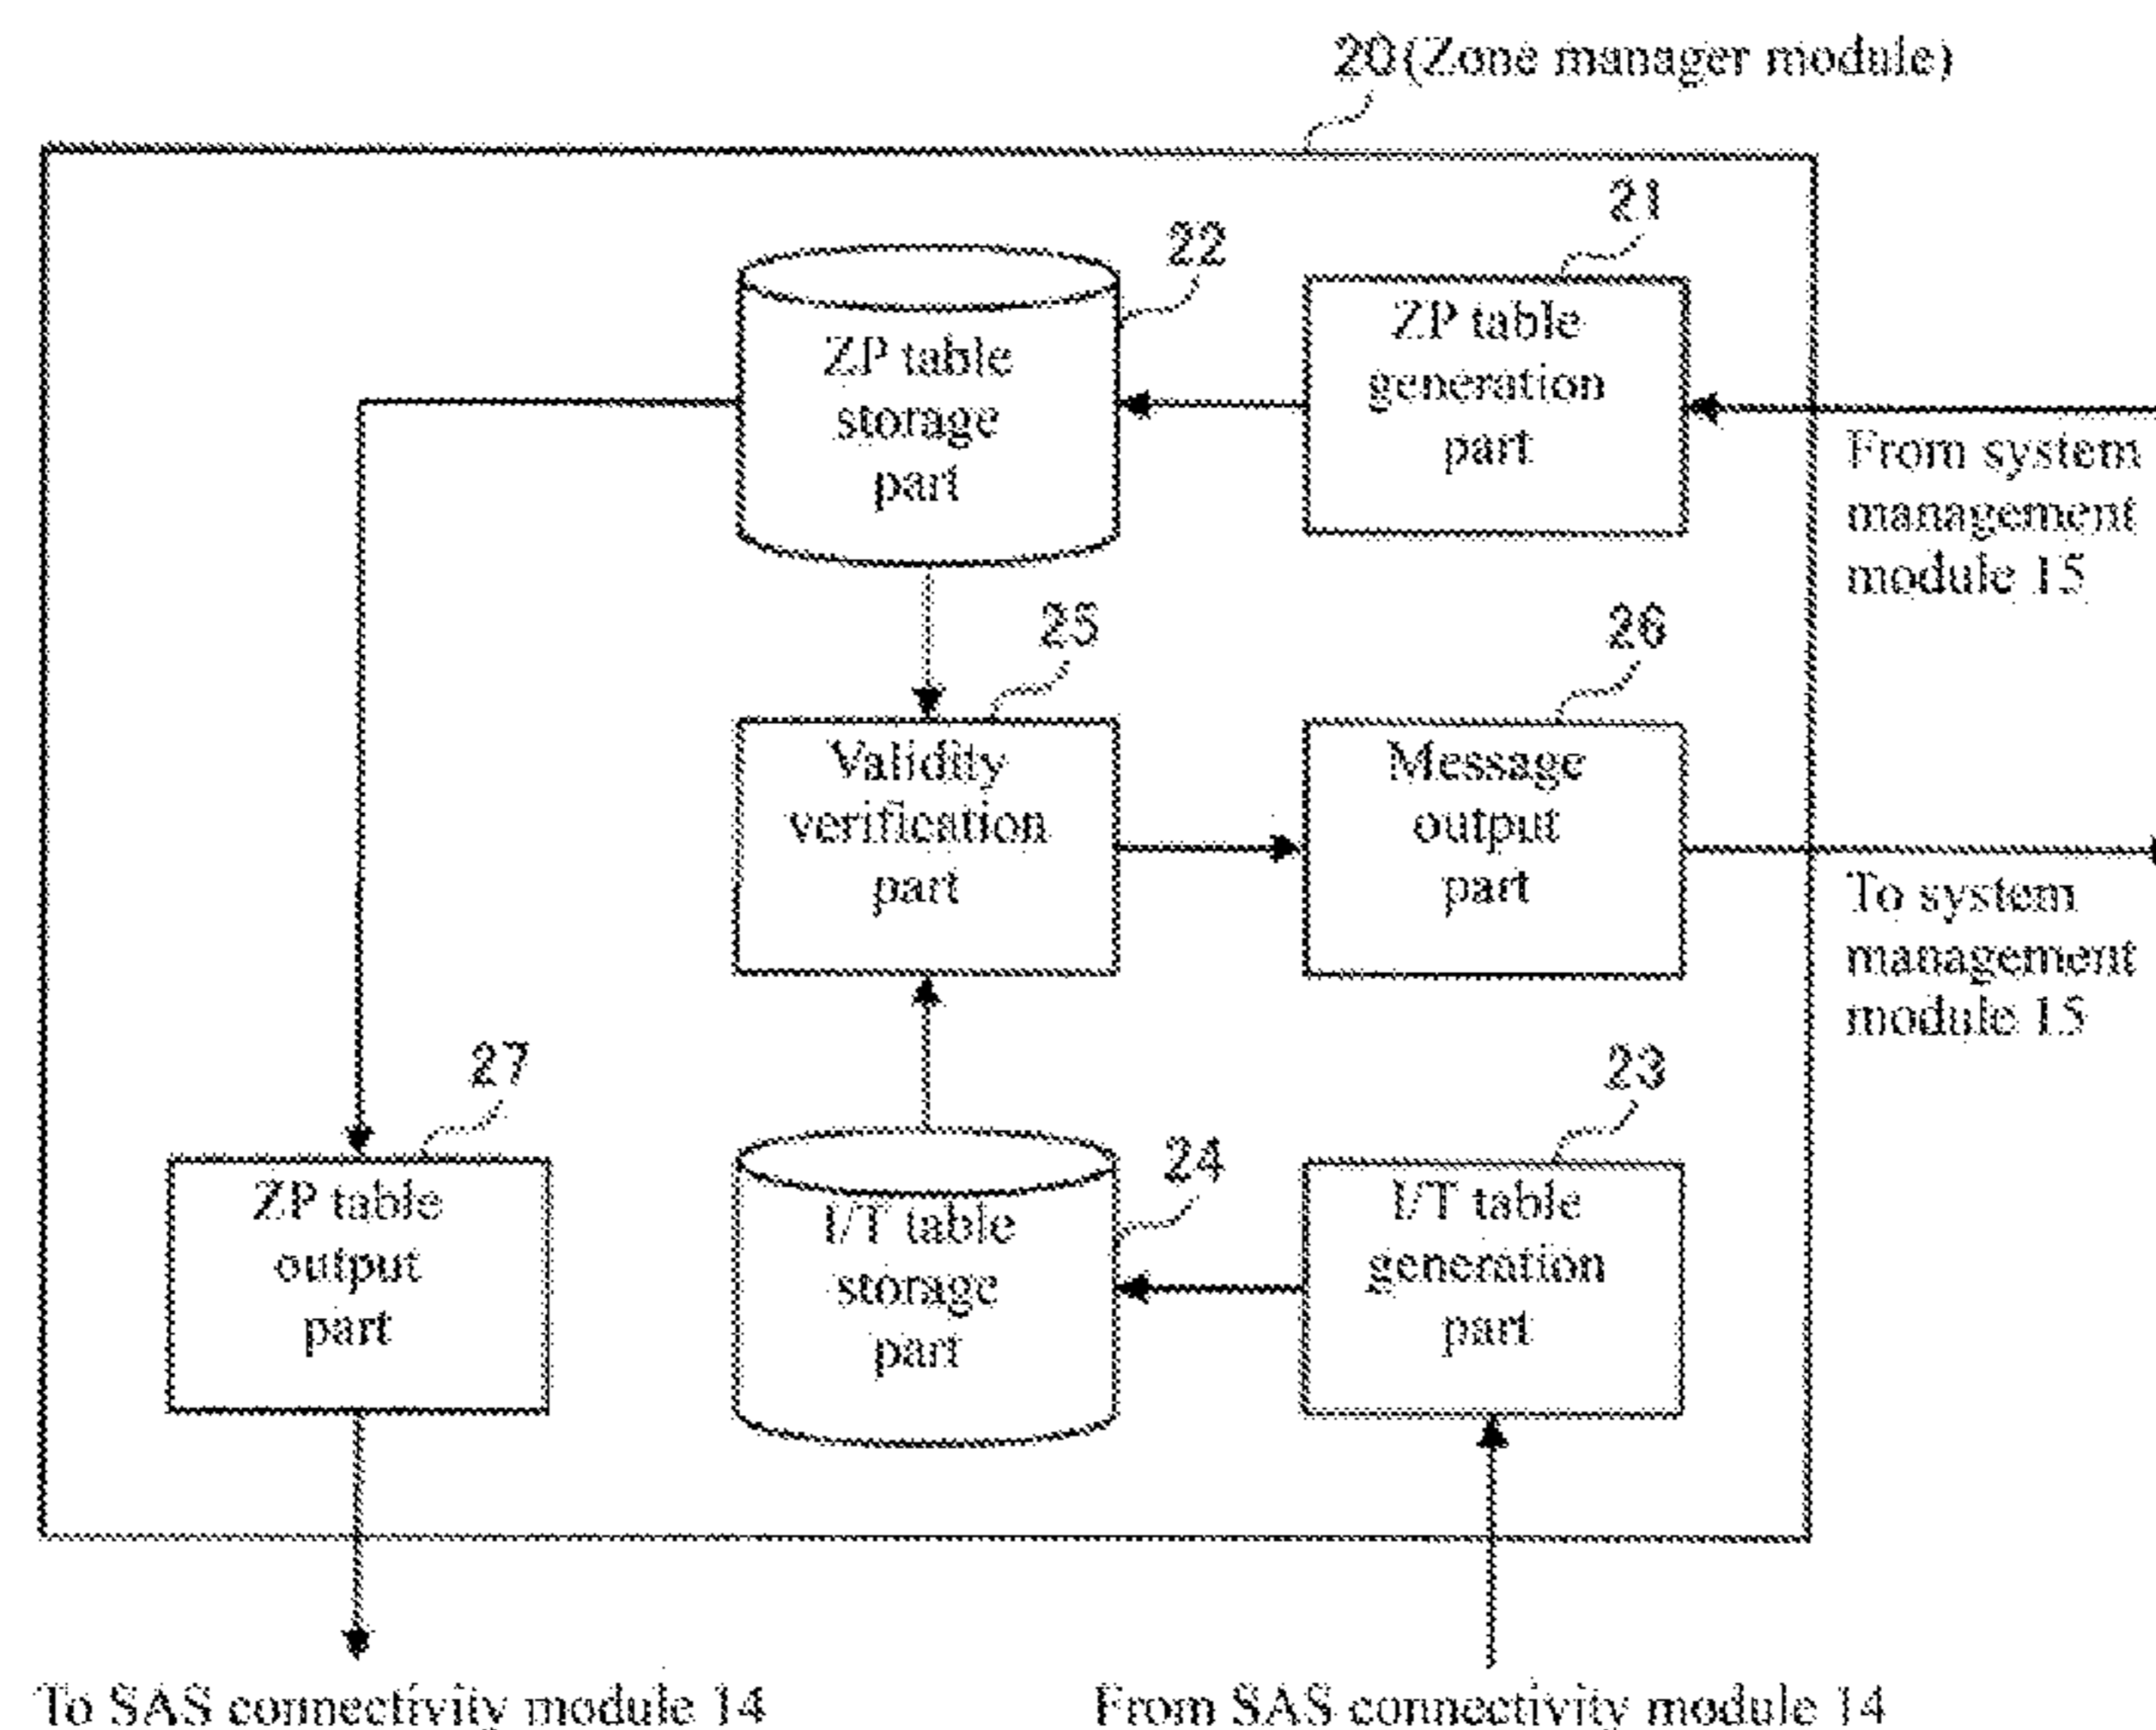 20(Zone manager module)
21
22
ZP table
generation
part
ZP table
storage
part
From system
management
module 15
25
26
Validity
verification
part
Message
output
part
To system
management
module 15
27
23
24
ZP table
output
part
I/T table
storage
part
I/T table
generation
part
To SAS connectivity module 14
From SAS connectivity module 14